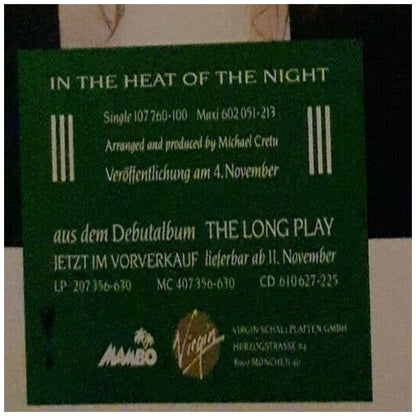 IN THE HEAT OF THE NIGHT
Single 107 760-100 Maxi 602 051-213
Arranged and produced by Michael Cretu
Veröffentlichung am 4. November
aus dem Debutalbum THE LONG PLAY
JETZT IM VORVERKAUF lieferbar ab 11. November
LP 207 356-630 MC 407 356-630 CD 610 627-225
MAMBO
Virgin
VIRGIN SCHALLPLATTEN GMBH
HERZOGSTRASSE 64
8000 MÜNCHEN 40